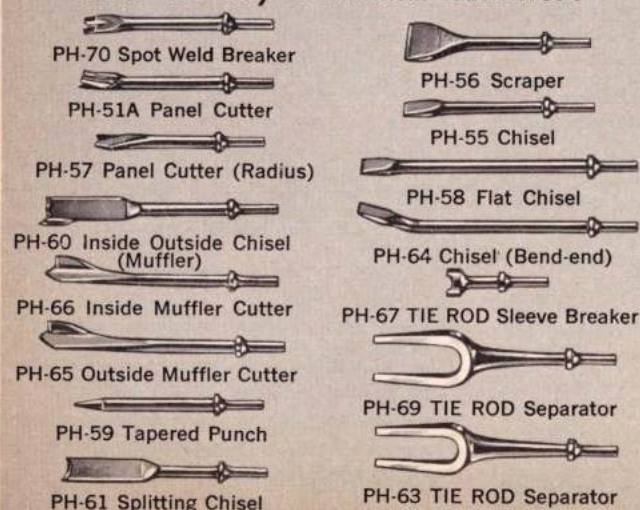 PH-70 Spot Weld Breaker
PH-51A Panel Cutter
PH-57 Panel Cutter (Radius)
PH-60 Inside Outside Chisel
(Muffler)
PH-66 Inside Muffler Cutter
PH-65 Outside Muffler Cutter
PH-59 Tapered Punch
PH-61 Splitting Chisel
PH-56 Scraper
PH-55 Chisel
PH-58 Flat Chisel
PH-64 Chisel (Bend-end)
PH-67 TIE ROD Sleeve Breaker
PH-69 TIE ROD Separator
PH-63 TIE ROD Separator